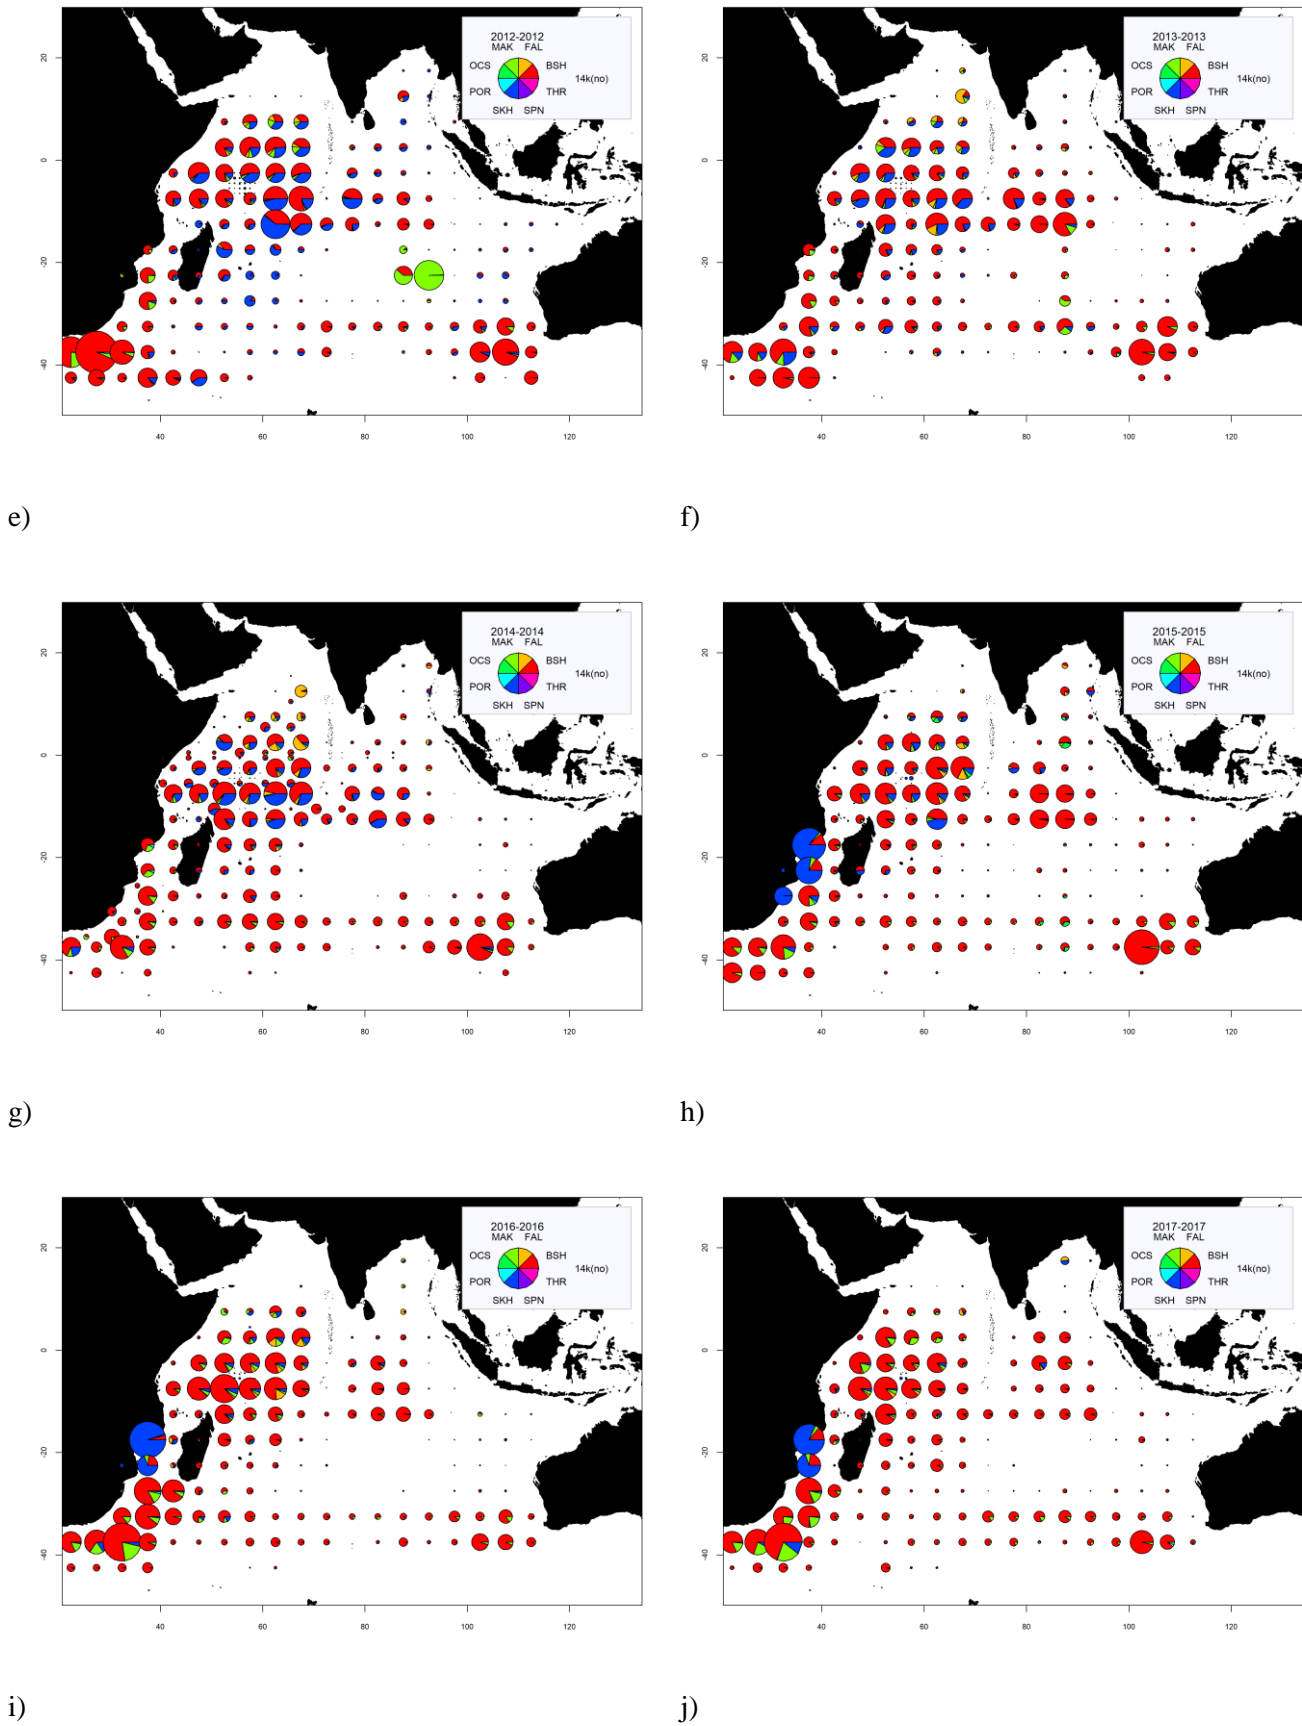 2012-2012
MAK FAL
OCS BSH
14k(no)
POR THR
SKH SPN
20
0
-20
-40
40 60 80 100 120
2013-2013
MAK FAL
OCS BSH
14k(no)
POR THR
SKH SPN
20
0
-20
-40
40 60 80 100 120
e) f)
2014-2014
MAK FAL
OCS BSH
14k(no)
POR THR
SKH SPN
20
0
-20
-40
40 60 80 100 120
2015-2015
MAK FAL
OCS BSH
14k(no)
POR THR
SKH SPN
20
0
-20
-40
40 60 80 100 120
g) h)
2016-2016
MAK FAL
OCS BSH
14k(no)
POR THR
SKH SPN
20
0
-20
-40
40 60 80 100 120
2017-2017
MAK FAL
OCS BSH
14k(no)
POR THR
SKH SPN
20
0
-20
-40
40 60 80 100 120
i) j)